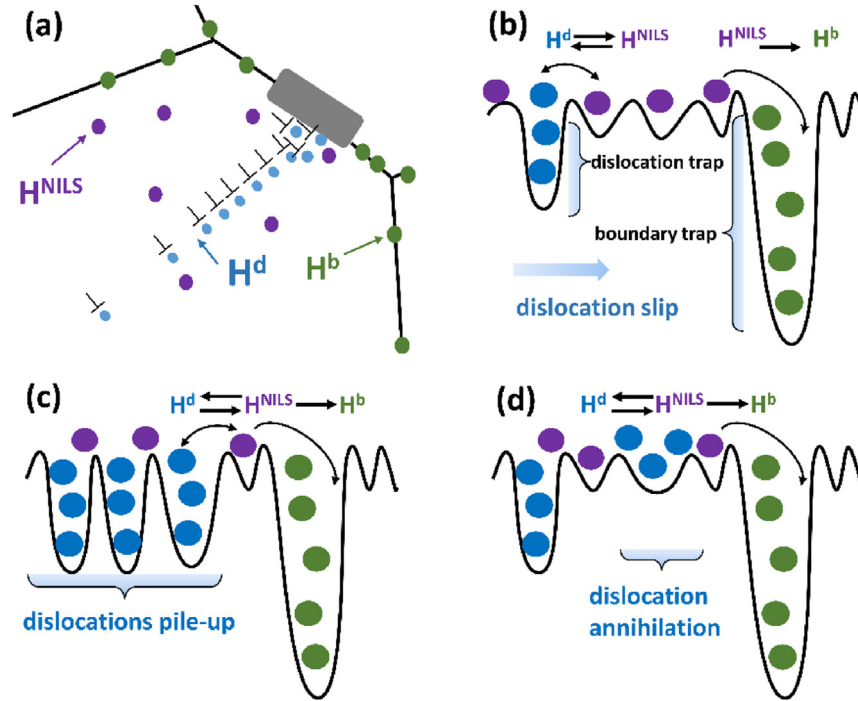 (a)
H^NILS
H^d
H^b
(b)
H^d ⇌ H^NILS H^NILS → H^b
dislocation trap
boundary trap
dislocation slip
(c)
H^d ⇌ H^NILS → H^b
dislocations pile-up
(d)
H^d ⇌ H^NILS → H^b
dislocation
annihilation